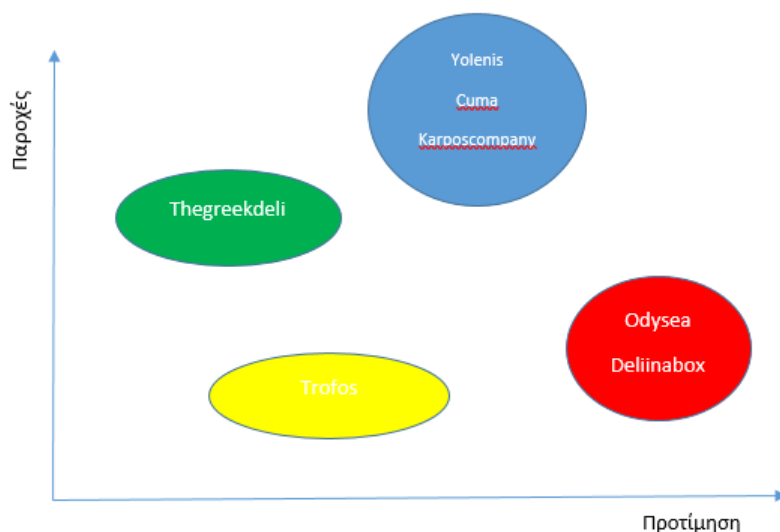 Παροχές
Yolenis
Cuma
Karposcompany
Thegreekdeli
Odysea
Deliinabox
Trofos
Προτίμηση